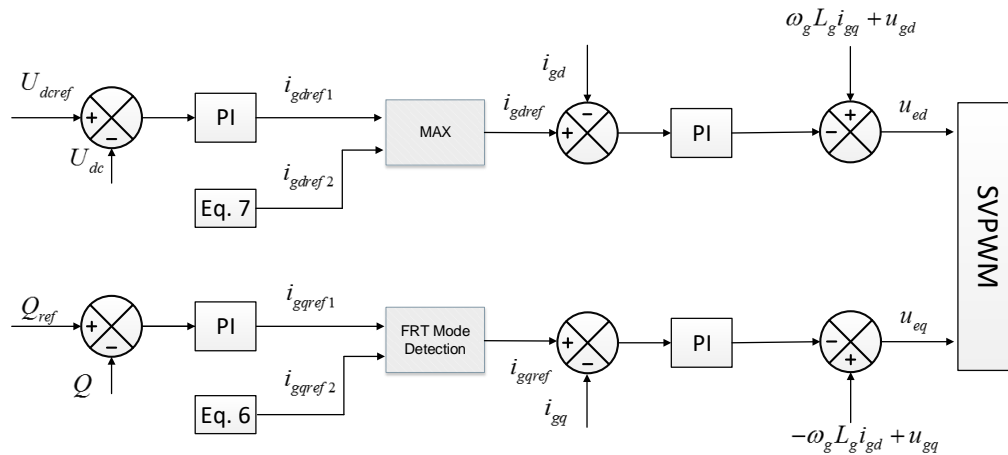 ω_g L_g i_gq + u_gd
i_gd
U_dcref
+
−
U_dc
PI
i_gdref1
MAX
i_gdref
−
+
PI
+
−
u_ed
i_gdref2
Eq. 7
SVPWM
Q_ref
+
−
Q
PI
i_gqref1
FRT Mode
Detection
i_gqref
+
−
i_gq
PI
−
+
u_eq
i_gqref2
Eq. 6
−ω_g L_g i_gd + u_gq